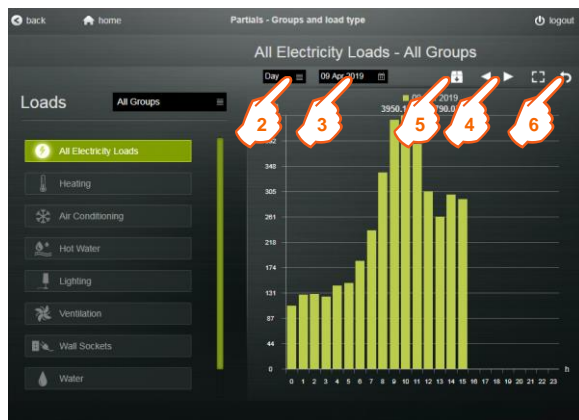 back home Partials - Groups and load type logout
All Electricity Loads - All Groups
Day 09 Apr 2019
Loads All Groups
2 3 5 4 6
All Electricity Loads
Heating
Air Conditioning
Hot Water
Lighting
Ventilation
Wall Sockets
Water
2019
348
305
261
218
174
131
87
44
0
h
0 1 2 3 4 5 6 7 8 9 10 11 12 13 14 15 16 17 18 19 20 21 22 23